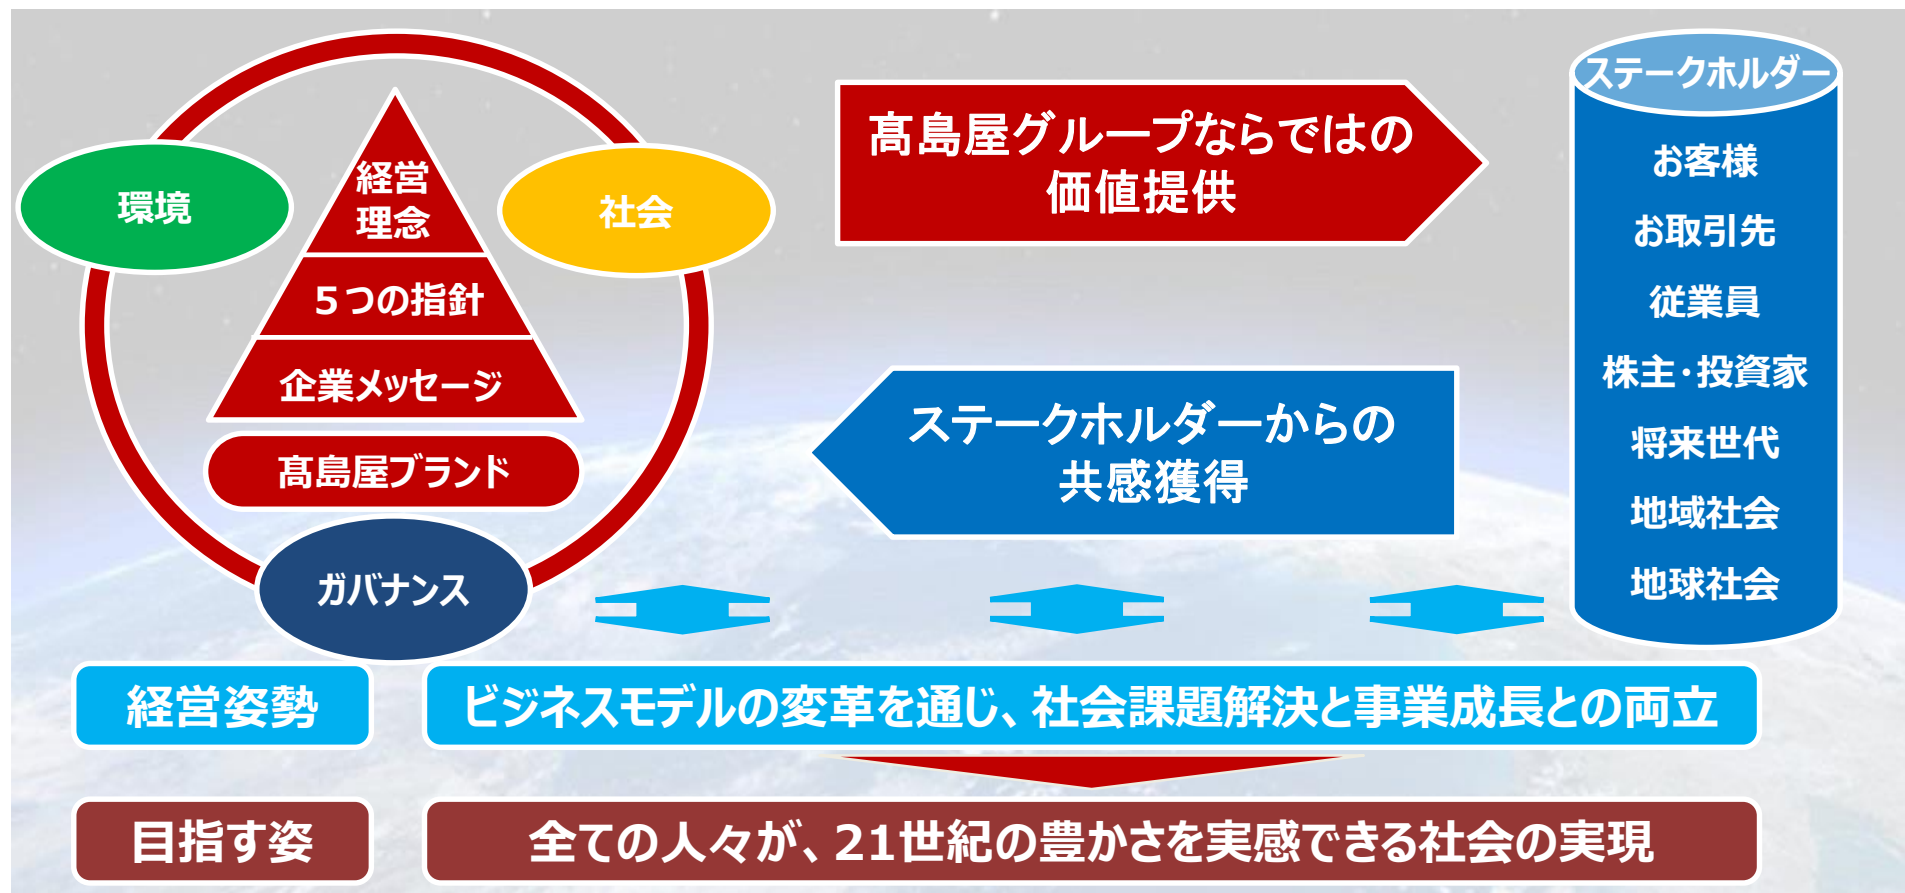 環境
社会
経営
理念
5つの指針
企業メッセージ
髙島屋ブランド
ガバナンス
髙島屋グループならではの
価値提供
ステークホルダーからの
共感獲得
ステークホルダー
お客様
お取引先
従業員
株主・投資家
将来世代
地域社会
地球社会
経営姿勢
ビジネスモデルの変革を通じ、社会課題解決と事業成長との両立
目指す姿
全ての人々が、21世紀の豊かさを実感できる社会の実現